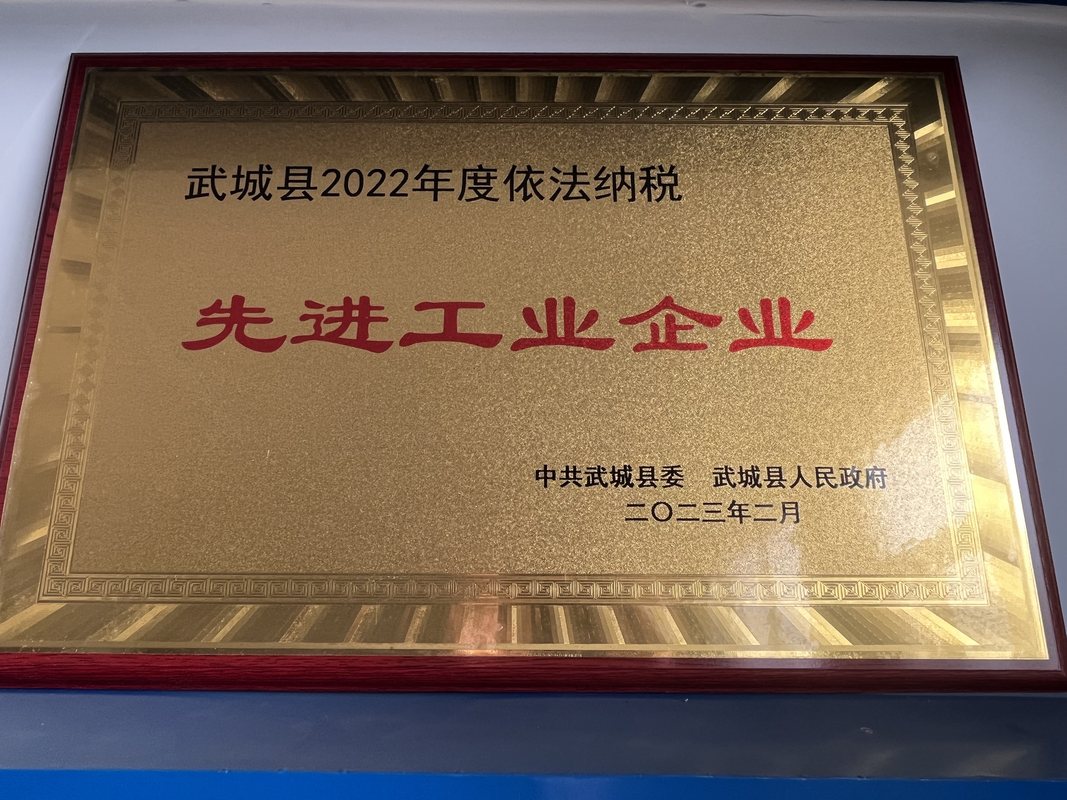 武城县2022年度依法纳税
先进工业企业
中共武城县委 武城县人民政府
二〇二三年二月